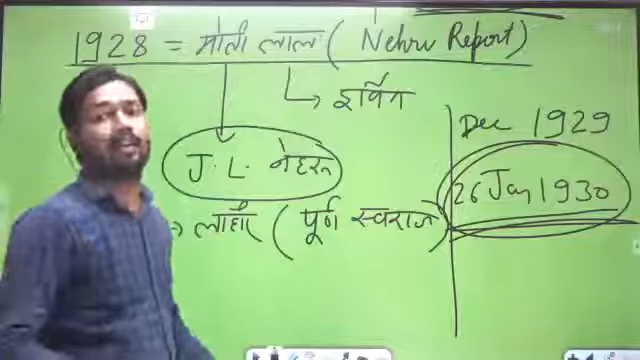 1928 = मोती लाल ( Nehru Report )
इर्विन
J. L. नेहरू
Dec 1929
26 Jan 1930
→ लाहौर ( पूर्ण स्वराज )